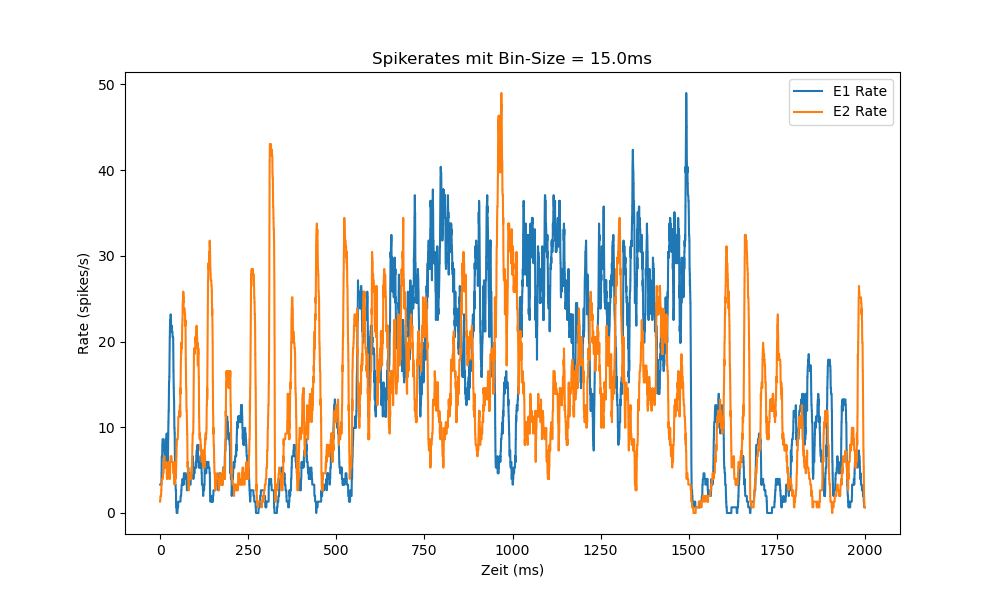 Spikerates mit Bin-Size = 15.0ms
E1 Rate
E2 Rate
Rate (spikes/s)
50
40
30
20
10
0
0 250 500 750 1000 1250 1500 1750 2000
Zeit (ms)